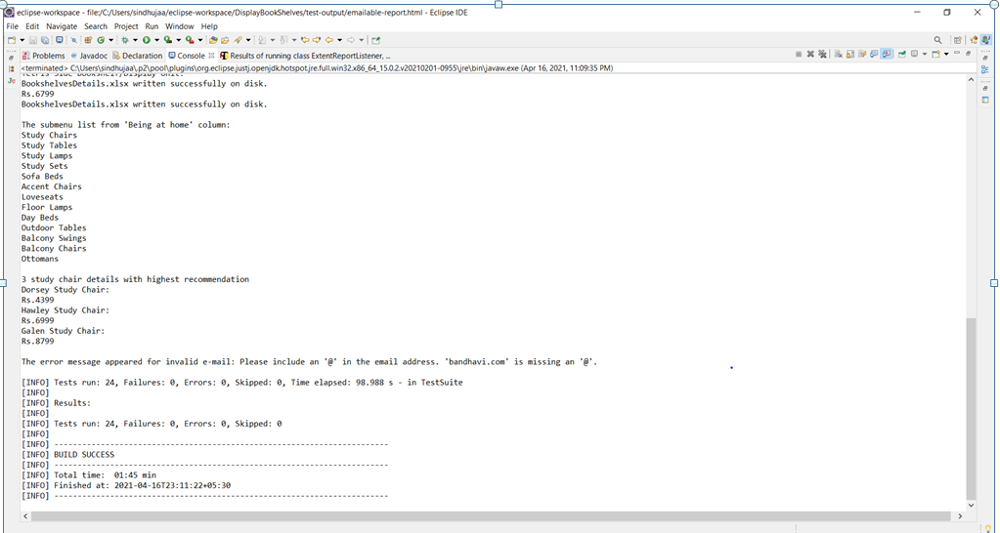 eclipse-workspace - file:/C:/Users/sindhujaa/eclipse-workspace/DisplayBookShelves/test-output/emailable-report.html - Eclipse IDE
File Edit Navigate Search Project Run Window Help
Problems Javadoc Declaration Console Results of running class ExtentReportListener, ...
<terminated> C:\Users\sindhujaa\.p2\pool\plugins\org.eclipse.justj.openjdk.hotspot.jre.full.win32.x86_64_15.0.2.v20210201-0955\jre\bin\javaw.exe (Apr 16, 2021, 11:09:35 PM)
BookshelvesDetails.xlsx written successfully on disk.
Rs.6799
BookshelvesDetails.xlsx written successfully on disk.
The submenu list from 'Being at home' column:
Study Chairs
Study Tables
Study Lamps
Study Sets
Sofa Beds
Accent Chairs
Loveseats
Floor Lamps
Day Beds
Outdoor Tables
Balcony Swings
Balcony Chairs
Ottomans
3 study chair details with highest recommendation
Dorsey Study Chair:
Rs.4399
Hawley Study Chair:
Rs.6999
Galen Study Chair:
Rs.8799
The error message appeared for invalid e-mail: Please include an '@' in the email address. 'bandhavi.com' is missing an '@'.
[INFO] Tests run: 24, Failures: 0, Errors: 0, Skipped: 0, Time elapsed: 98.988 s - in TestSuite
[INFO]
[INFO] Results:
[INFO]
[INFO] Tests run: 24, Failures: 0, Errors: 0, Skipped: 0
[INFO]
[INFO] ------------------------------------------------------------------------
[INFO] BUILD SUCCESS
[INFO] ------------------------------------------------------------------------
[INFO] Total time:  01:45 min
[INFO] Finished at: 2021-04-16T23:11:22+05:30
[INFO] ------------------------------------------------------------------------